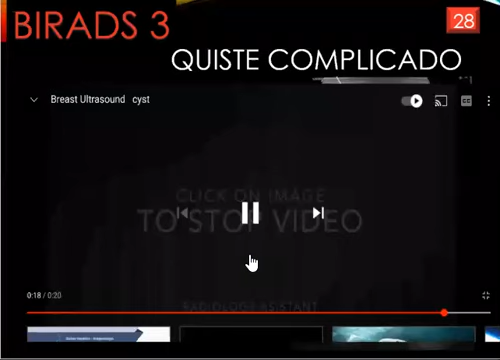 BIRADS 3
28
QUISTE COMPLICADO
Breast Ultrasound cyst
CC
CLICK ON IMAGE
TO STOP VIDEO
0:18 / 0:20
RADIOLOGY ASSISTANT